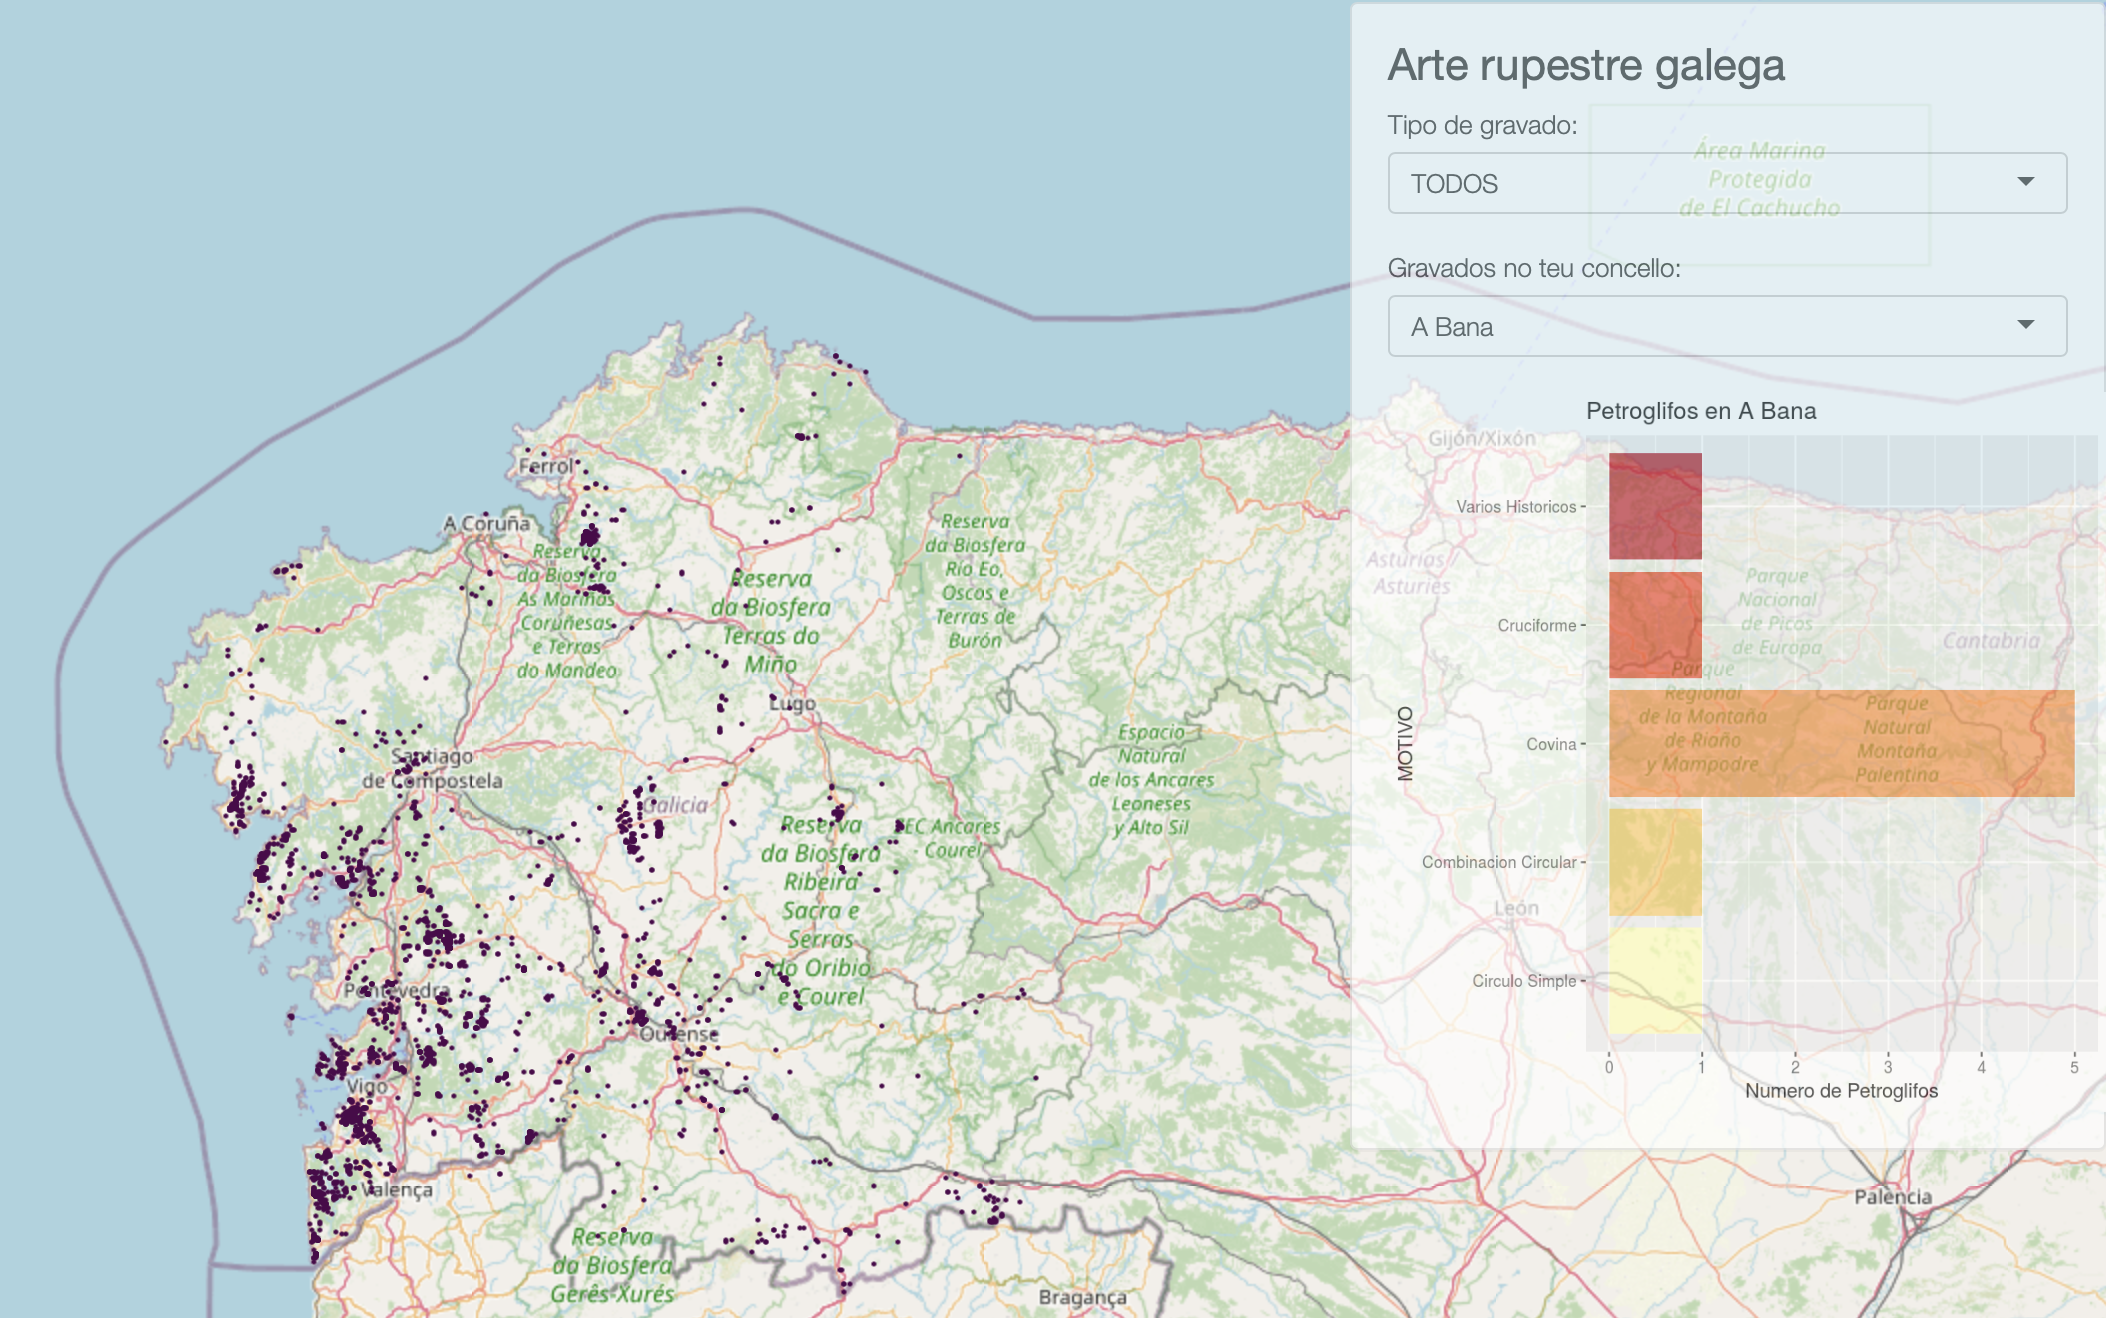 Arte rupestre galega
Tipo de gravado:
TODOS
Gravados no teu concello:
A Bana
Petroglifos en A Bana
MOTIVO
Varios Historicos
Cruciforme
Covina
Combinacion Circular
Circulo Simple
0 1 2 3 4 5
Numero de Petroglifos
Área Marina
Protegida
de El Cachucho
Gijón/Xixón
Asturias /
Asturies
Parque
Nacional
de Picos
de Europa
Cantabria
Parque
Regional
de la Montaña
de Riaño
y Mampodre
Parque
Natural
Montaña
Palentina
León
Palencia
Ferrol
A Coruña
Reserva
da Biosfera
As Mariñas
Coruñesas
e Terras
do Mandeo
Reserva
da Biosfera
Terras do
Miño
Reserva
da Biosfera
Río Eo,
Oscos e
Terras de
Burón
Lugo
Santiago
de Compostela
Galicia
Espacio
Natural
de los Ancares
Leoneses
y Alto Sil
Reserva
da Biosfera
Ribeira
Sacra e
Serras
do Oribio
e Courel
ZEC Ancares
- Courel
Pontevedra
Ourense
Vigo
Valença
Reserva
da Biosfera
Gerês-Xurés
Bragança